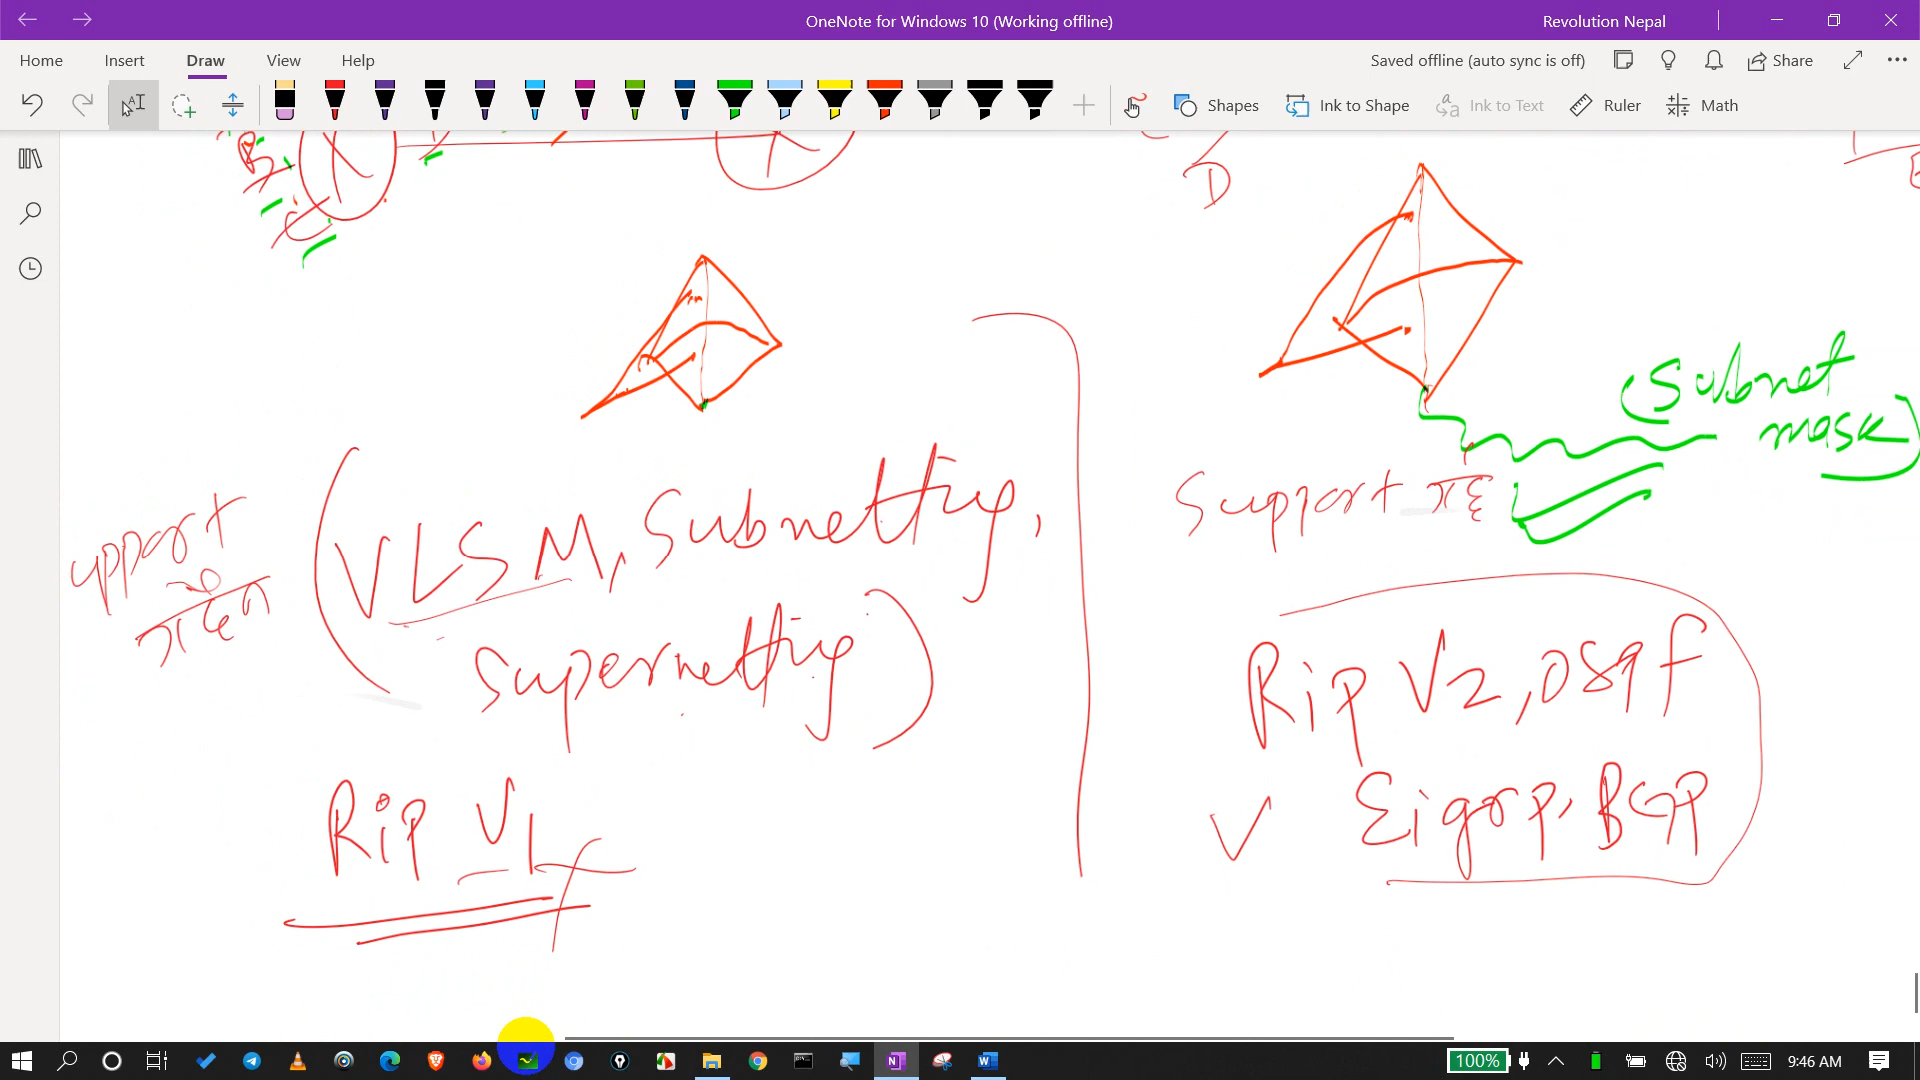 OneNote for Windows 10 (Working offline)
Revolution Nepal
Home Insert Draw View Help
Saved offline (auto sync is off)
Share
Shapes
Ink to Shape
Ink to Text
Ruler
Math
B
C
D
(Subnet
mask)
upport
(VLSM, Subnetting,
Supernetting)
Support
Rip V1
Rip V2, OSPf
Eigrp, BGP
100%
9:46 AM